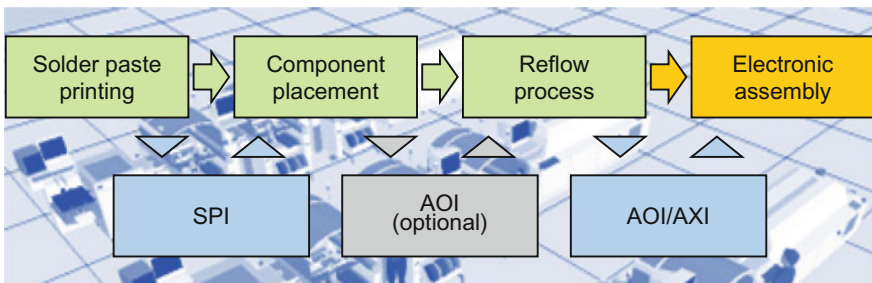 Solder paste
printing
Component
placement
Reflow
process
Electronic
assembly
SPI
AOI
(optional)
AOI/AXI